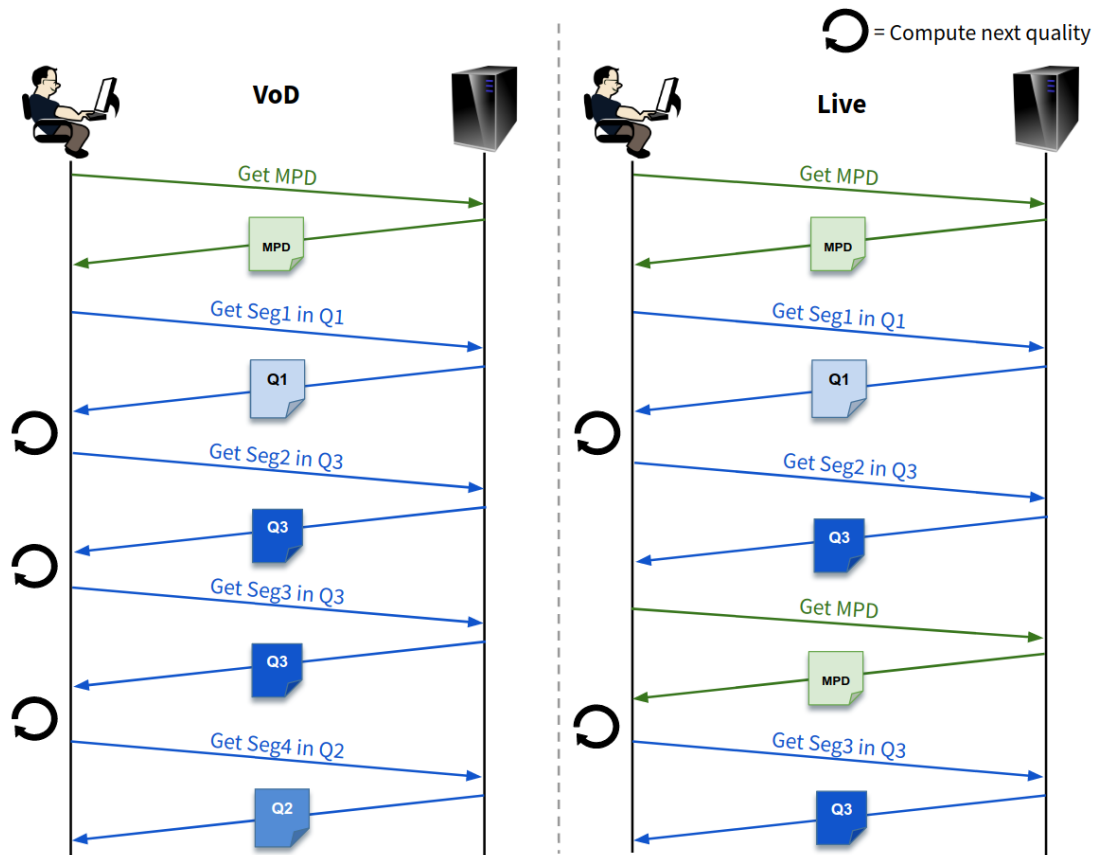 = Compute next quality
VoD
Get MPD
MPD
Get Seg1 in Q1
Q1
Get Seg2 in Q3
Q3
Get Seg3 in Q3
Q3
Get Seg4 in Q2
Q2
Live
Get MPD
MPD
Get Seg1 in Q1
Q1
Get Seg2 in Q3
Q3
Get MPD
MPD
Get Seg3 in Q3
Q3